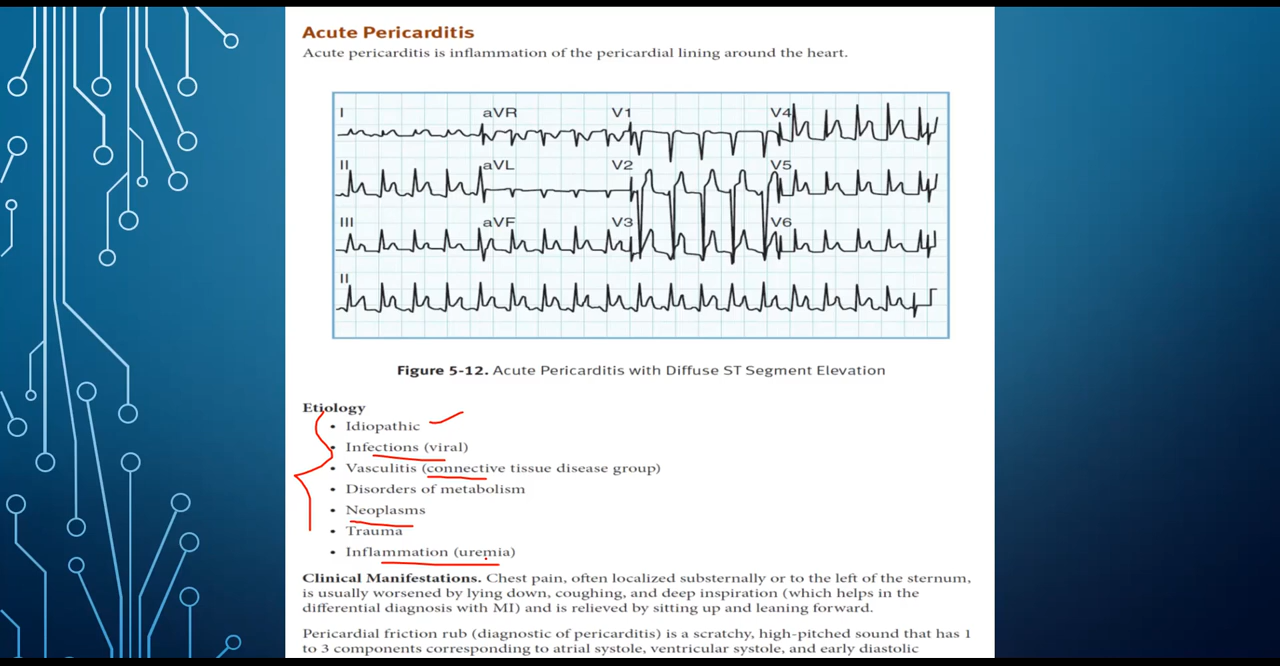 Acute Pericarditis
Acute pericarditis is inflammation of the pericardial lining around the heart.
I aVR V1 V4
II aVL V2 V5
III aVF V3 V6
II
Figure 5-12. Acute Pericarditis with Diffuse ST Segment Elevation
Etiology
• Idiopathic
• Infections (viral)
• Vasculitis (connective tissue disease group)
• Disorders of metabolism
• Neoplasms
• Trauma
• Inflammation (uremia)
Clinical Manifestations. Chest pain, often localized substernally or to the left of the sternum,
is usually worsened by lying down, coughing, and deep inspiration (which helps in the
differential diagnosis with MI) and is relieved by sitting up and leaning forward.
Pericardial friction rub (diagnostic of pericarditis) is a scratchy, high-pitched sound that has 1
to 3 components corresponding to atrial systole, ventricular systole, and early diastolic